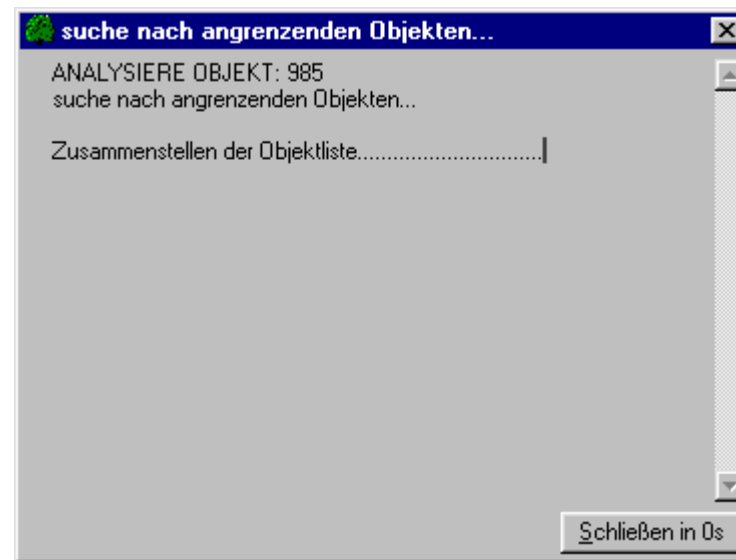 suche nach angrenzenden Objekten...
ANALYSIERE OBJEKT: 985
suche nach angrenzenden Objekten...
Zusammenstellen der Objektliste...............................
Schließen in 0s